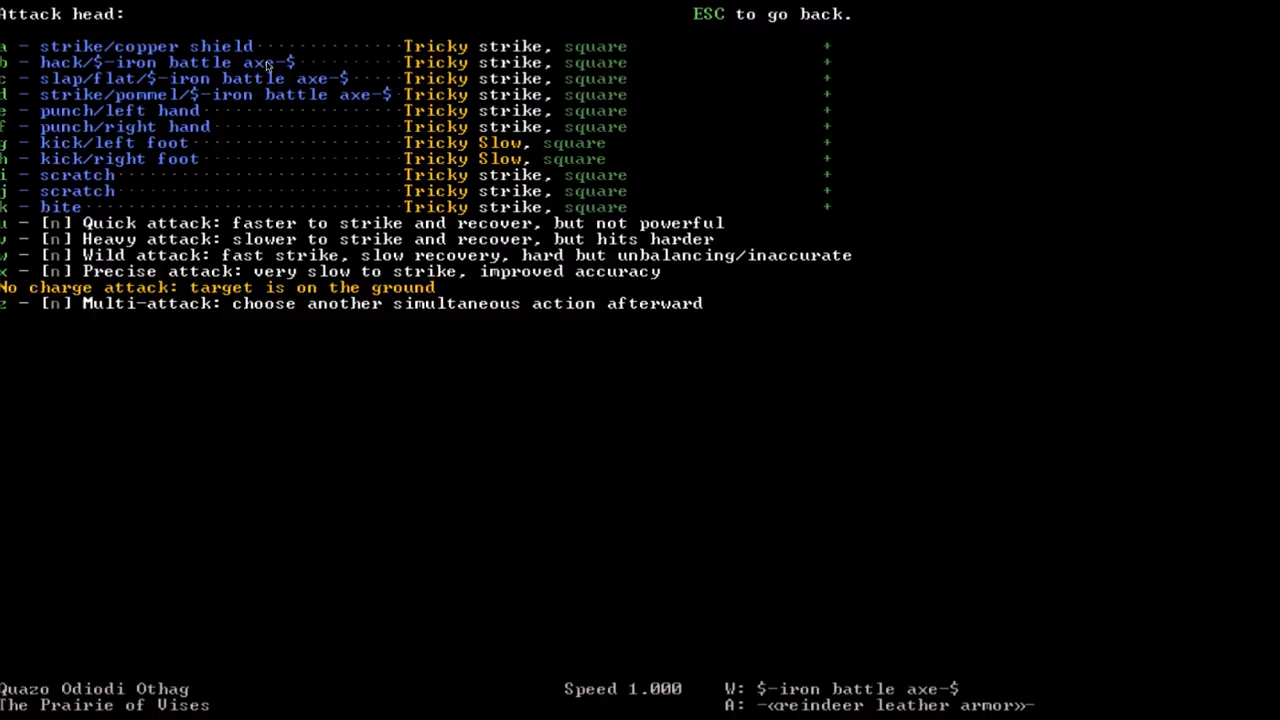 Attack head: ESC to go back.
a - strike/copper shield············· Tricky strike, square +
b - hack/$-iron battle axe-$·········· Tricky strike, square +
c - slap/flat/$-iron battle axe-$····· Tricky strike, square +
d - strike/pommel/$-iron battle axe-$· Tricky strike, square +
e - punch/left hand··················· Tricky strike, square +
f - punch/right hand·················· Tricky strike, square +
g - kick/left foot···················· Tricky Slow, square +
h - kick/right foot··················· Tricky Slow, square +
i - scratch··························· Tricky strike, square +
j - scratch··························· Tricky strike, square +
k - bite······························ Tricky strike, square +
u - [n] Quick attack: faster to strike and recover, but not powerful
v - [n] Heavy attack: slower to strike and recover, but hits harder
w - [n] Wild attack: fast strike, slow recovery, hard but unbalancing/inaccurate
x - [n] Precise attack: very slow to strike, improved accuracy
No charge attack: target is on the ground
z - [n] Multi-attack: choose another simultaneous action afterward
Quazo Odiodi Othag Speed 1.000 W: $-iron battle axe-$
The Prairie of Vises A: -«reindeer leather armor»-